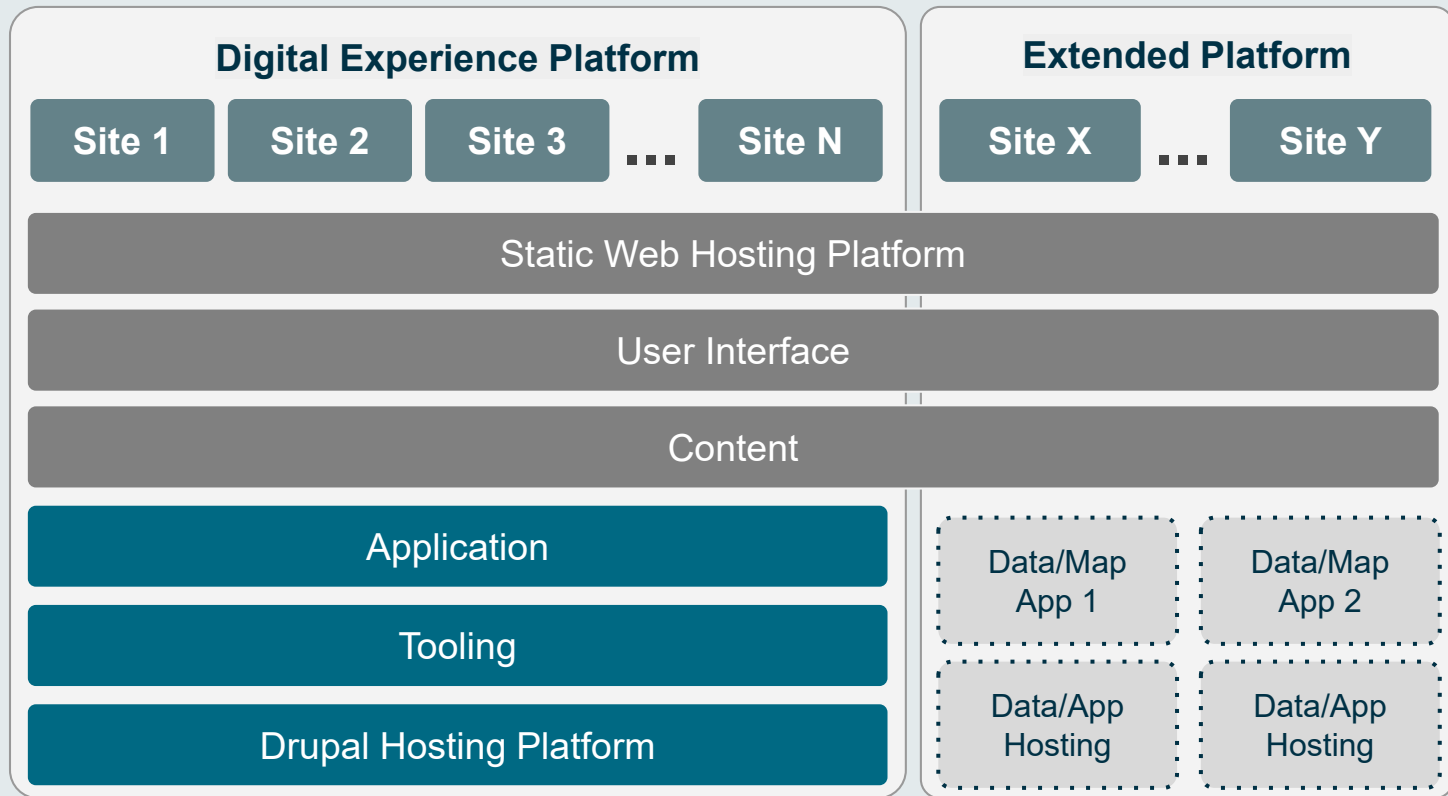 Digital Experience Platform
Extended Platform
Site 1
Site 2
Site 3
...
Site N
Site X
...
Site Y
Static Web Hosting Platform
User Interface
Content
Application
Tooling
Drupal Hosting Platform
Data/Map
App 1
Data/Map
App 2
Data/App
Hosting
Data/App
Hosting